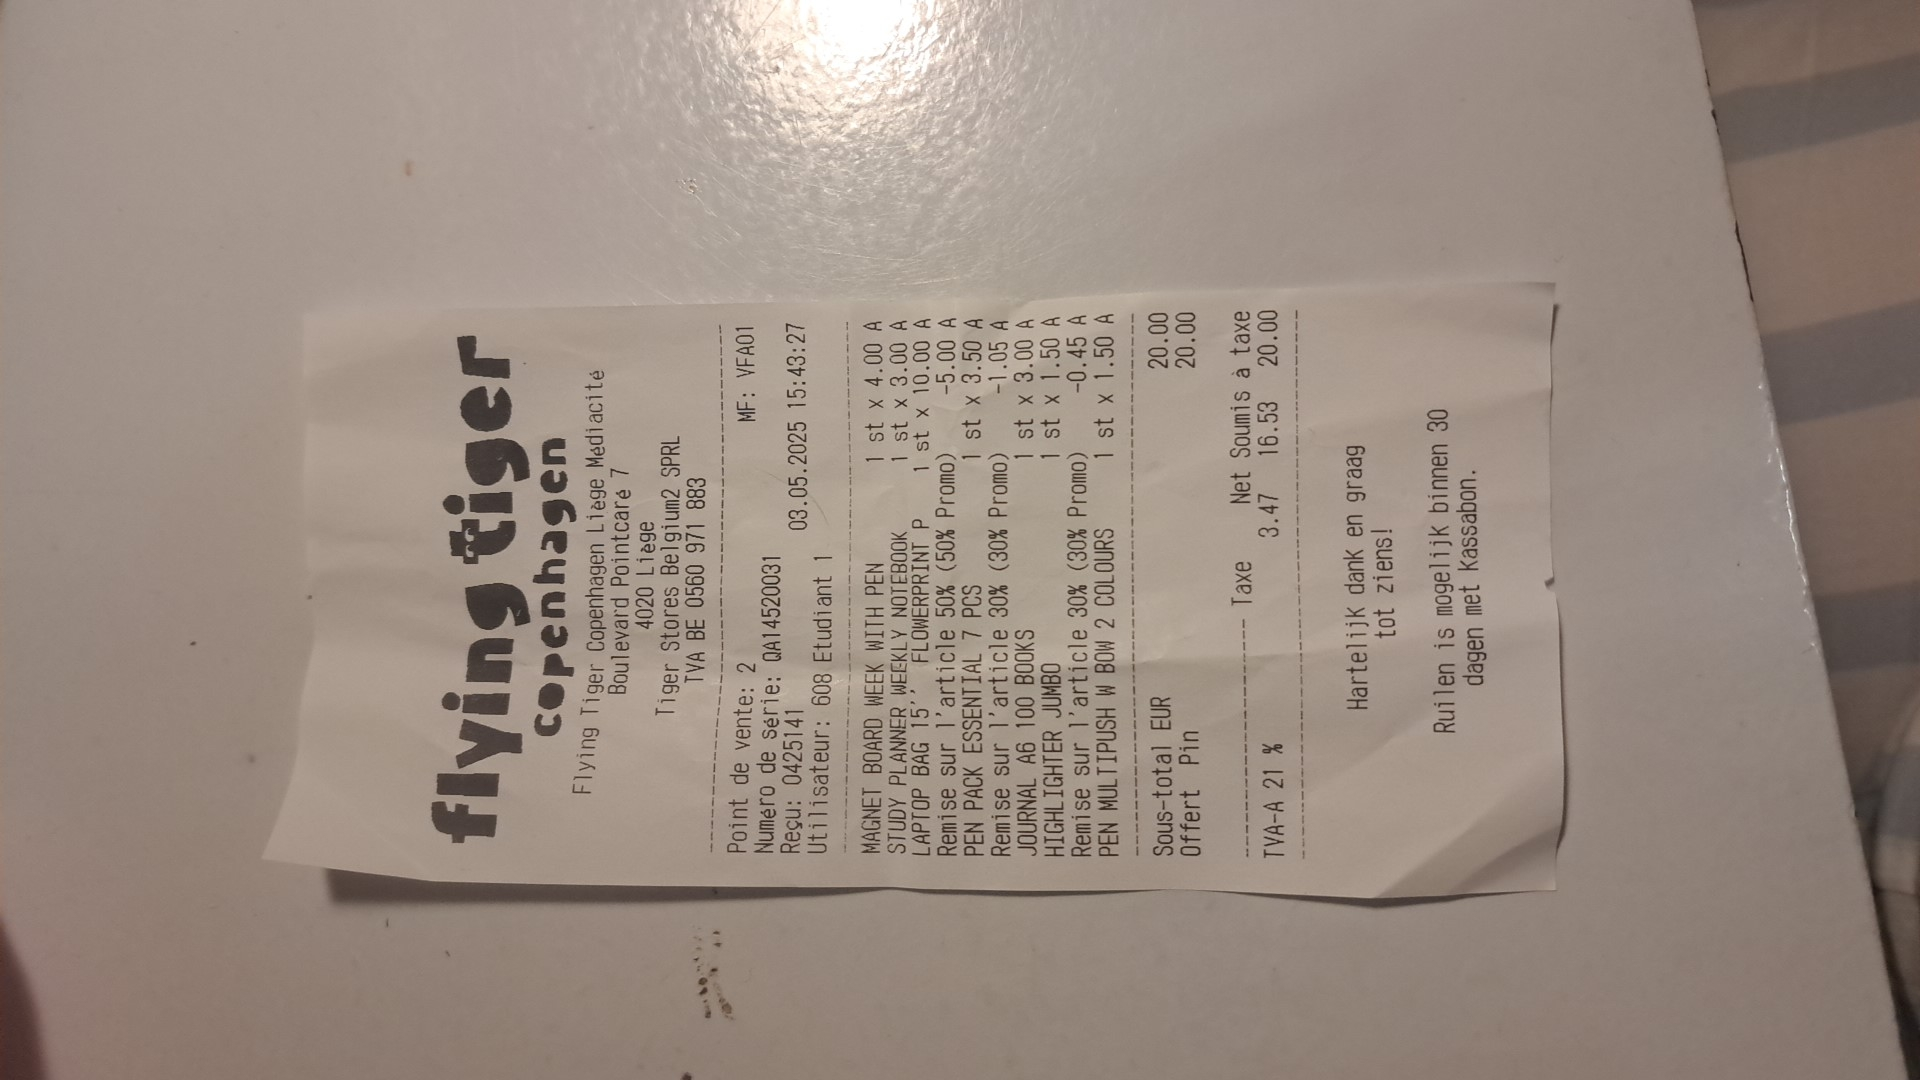 flying tiger
copenhagen
Flying Tiger Copenhagen Liège Médiacité
Boulevard Pointcaré 7
4020 Liège
Tiger Stores Belgium2 SPRL
TVA BE 0560 971 883
Point de vente: 2 MF: VFA01
Numéro de série: QA14520031
Reçu: 0425141 03.05.2025 15:43:27
Utilisateur: 608 Etudiant 1
MAGNET BOARD WEEK WITH PEN 1 st x 4.00 A
STUDY PLANNER WEEKLY NOTEBOOK 1 st x 3.00 A
LAPTOP BAG 15'' FLOWERPRINT P 1 st x 10.00 A
Remise sur l'article 50% (50% Promo) -5.00 A
PEN PACK ESSENTIAL 7 PCS 1 st x 3.50 A
Remise sur l'article 30% (30% Promo) -1.05 A
JOURNAL A6 100 BOOKS 1 st x 3.00 A
HIGHLIGHTER JUMBO 1 st x 1.50 A
Remise sur l'article 30% (30% Promo) -0.45 A
PEN MULTIPUSH W BOW 2 COLOURS 1 st x 1.50 A
Sous-total EUR 20.00
Offert Pin 20.00
Taxe Net Soumis à taxe
TVA-A 21 % 3.47 16.53 20.00
Hartelijk dank en graag
tot ziens!
Ruilen is mogelijk binnen 30
dagen met Kassabon.